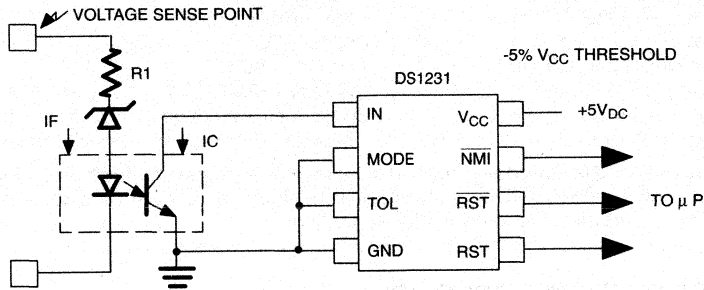 VOLTAGE SENSE POINT
-5% VCC THRESHOLD
R1
DS1231
IF
IC
IN
VCC
+5VDC
MODE
NMI
TOL
RST
TO μ P
GND
RST